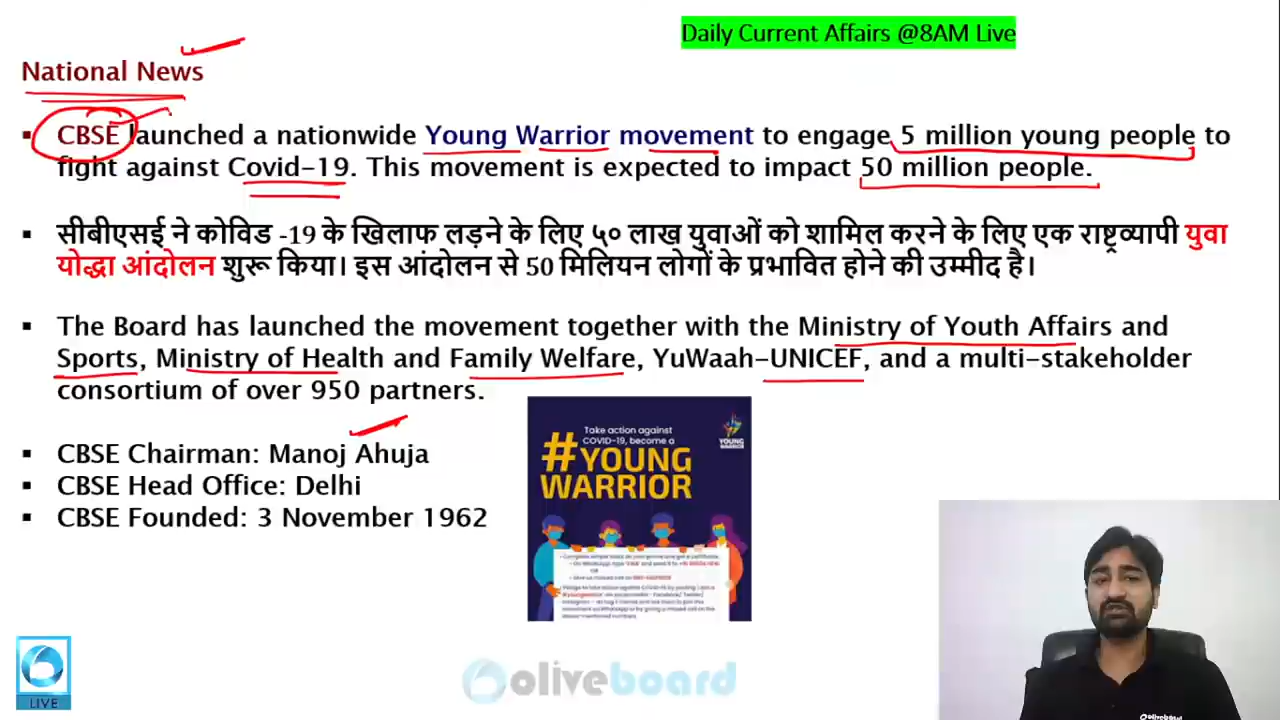 Daily Current Affairs @8AM Live
National News
▪ CBSE launched a nationwide Young Warrior movement to engage 5 million young people to
fight against Covid-19. This movement is expected to impact 50 million people.
▪ सीबीएसई ने कोविड -19 के खिलाफ लड़ने के लिए ५० लाख युवाओं को शामिल करने के लिए एक राष्ट्रव्यापी युवा
योद्धा आंदोलन शुरू किया। इस आंदोलन से 50 मिलियन लोगों के प्रभावित होने की उम्मीद है।
▪ The Board has launched the movement together with the Ministry of Youth Affairs and
Sports, Ministry of Health and Family Welfare, YuWaah-UNICEF, and a multi-stakeholder
consortium of over 950 partners.
▪ CBSE Chairman: Manoj Ahuja
▪ CBSE Head Office: Delhi
▪ CBSE Founded: 3 November 1962
Take action against
COVID-19, become a
#YOUNG
WARRIOR
YOUNG
WARRIOR
LIVE
oliveboard
oliveboard